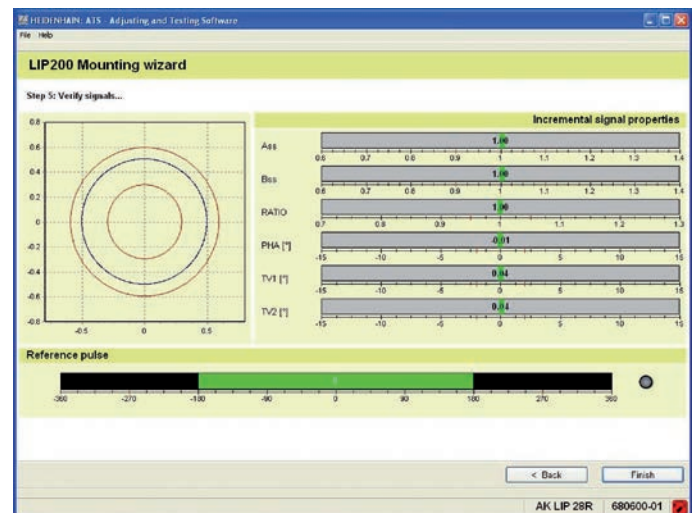 HEIDENHAIN: ATS - Adjusting and Testing Software
File Help
LIP200 Mounting wizard
Step 5: Verify signals...
Incremental signal properties
0.8
0.6
0.4
0.2
0
-0.2
-0.4
-0.6
-0.8
-0.5 0 0.5
Ass 1.00
0.6 0.7 0.8 0.9 1 1.1 1.2 1.3 1.4
Bss 1.00
0.6 0.7 0.8 0.9 1 1.1 1.2 1.3 1.4
RATIO 1.00
0.7 0.8 0.9 1 1.1 1.2 1.3
PHA [°] -0.01
-15 -10 -5 0 5 10 15
TV1 [°] 0.04
-15 -10 -5 0 5 10 15
TV2 [°] 0.04
-15 -10 -5 0 5 10 15
Reference pulse
-360 -270 -180 -90 0 90 180 270 360
< Back Finish
AK LIP 28R 680600-01